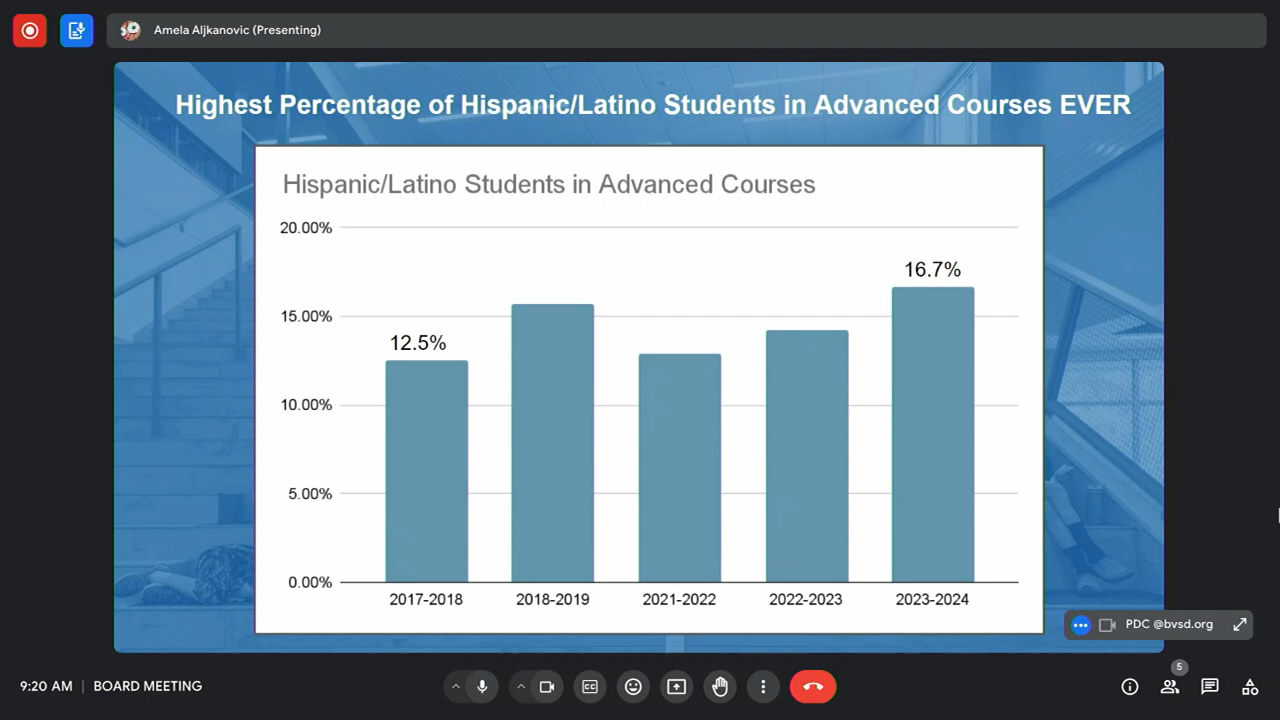 Amela Aljkanovic (Presenting)
Highest Percentage of Hispanic/Latino Students in Advanced Courses EVER
Hispanic/Latino Students in Advanced Courses
20.00%
15.00%
10.00%
5.00%
0.00%
12.5%
16.7%
2017-2018
2018-2019
2021-2022
2022-2023
2023-2024
PDC @bvsd.org
9:20 AM | BOARD MEETING
CC
5